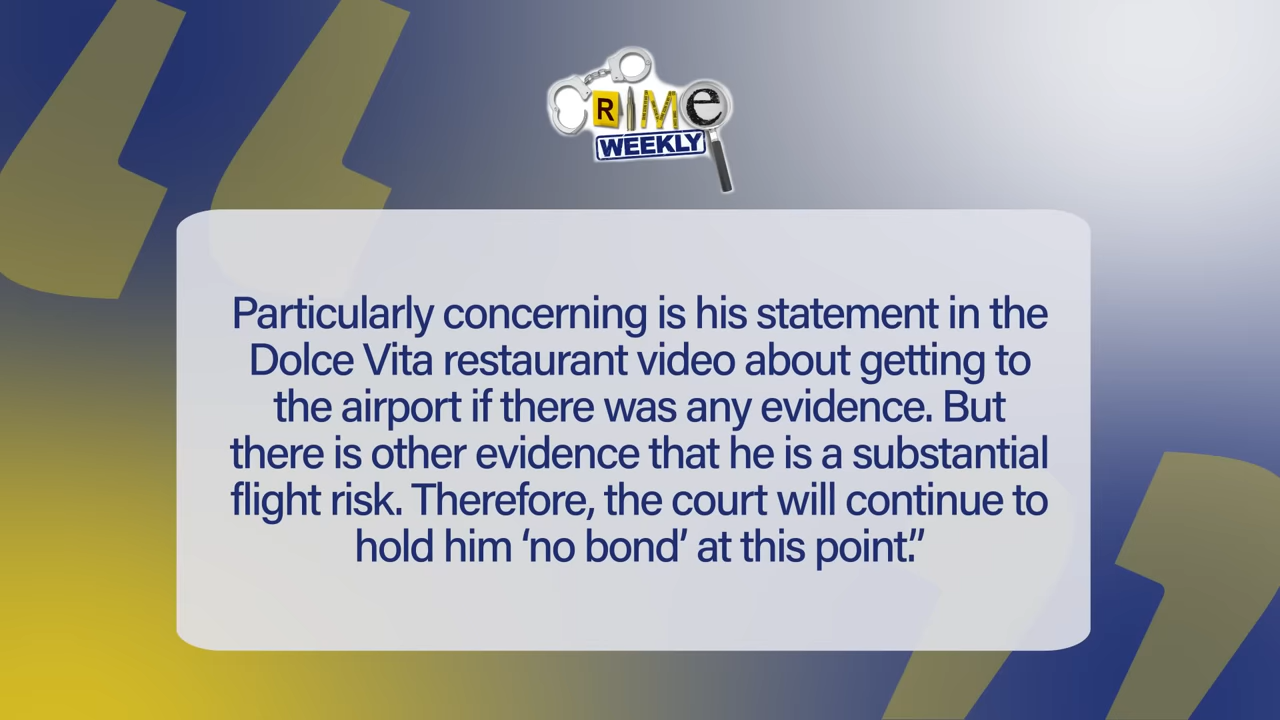 CRIMe
WEEKLY
Particularly concerning is his statement in the
Dolce Vita restaurant video about getting to
the airport if there was any evidence. But
there is other evidence that he is a substantial
flight risk. Therefore, the court will continue to
hold him ‘no bond’ at this point.”